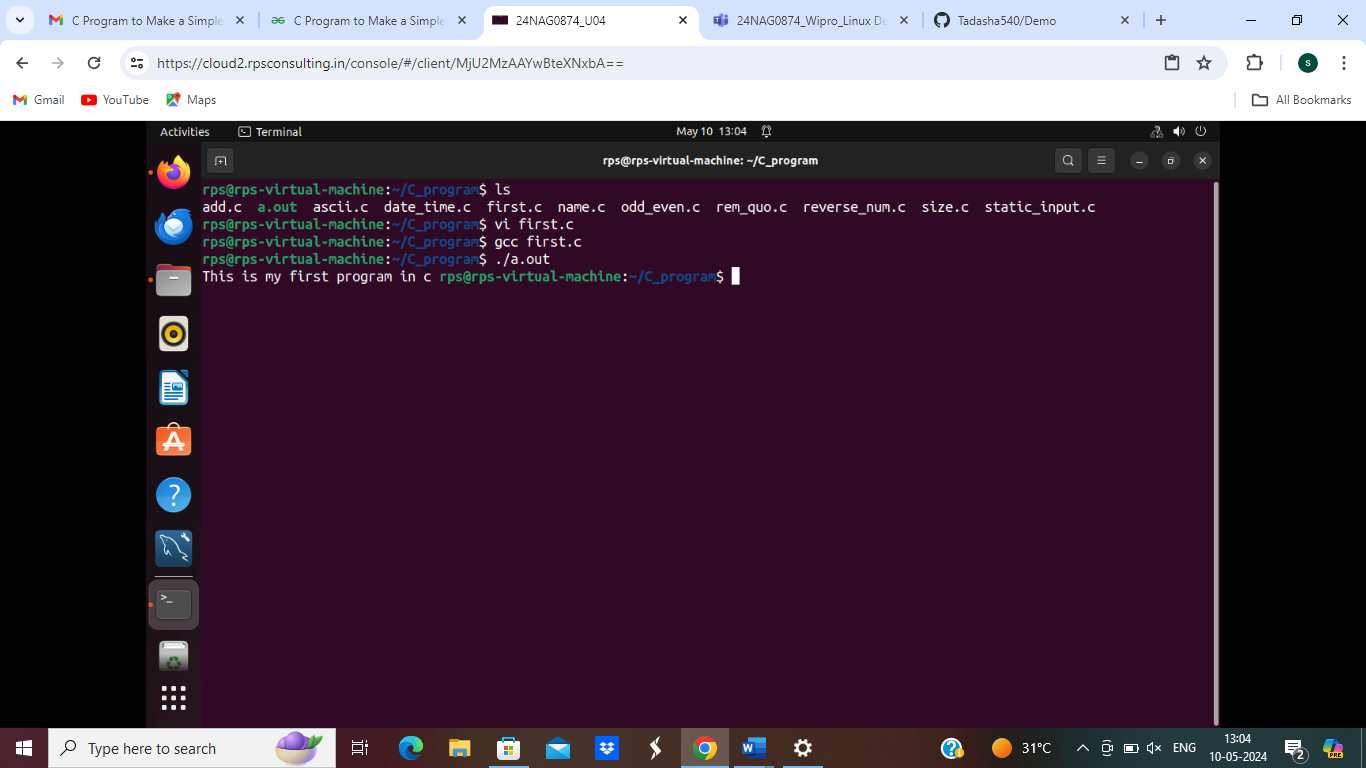 C Program to Make a Simple
C Program to Make a Simple
24NAG0874_U04
24NAG0874_Wipro_Linux De
Tadasha540/Demo
https://cloud2.rpsconsulting.in/console/#/client/MjU2MzAAYwBteXNxbA==
S
Gmail
YouTube
Maps
All Bookmarks
Activities
Terminal
May 10 13:04
rps@rps-virtual-machine: ~/C_program
rps@rps-virtual-machine:~/C_program$ ls
add.c a.out ascii.c date_time.c first.c name.c odd_even.c rem_quo.c reverse_num.c size.c static_input.c
rps@rps-virtual-machine:~/C_program$ vi first.c
rps@rps-virtual-machine:~/C_program$ gcc first.c
rps@rps-virtual-machine:~/C_program$ ./a.out
This is my first program in c rps@rps-virtual-machine:~/C_program$
Type here to search
31°C
ENG
13:04
10-05-2024
2
PRE